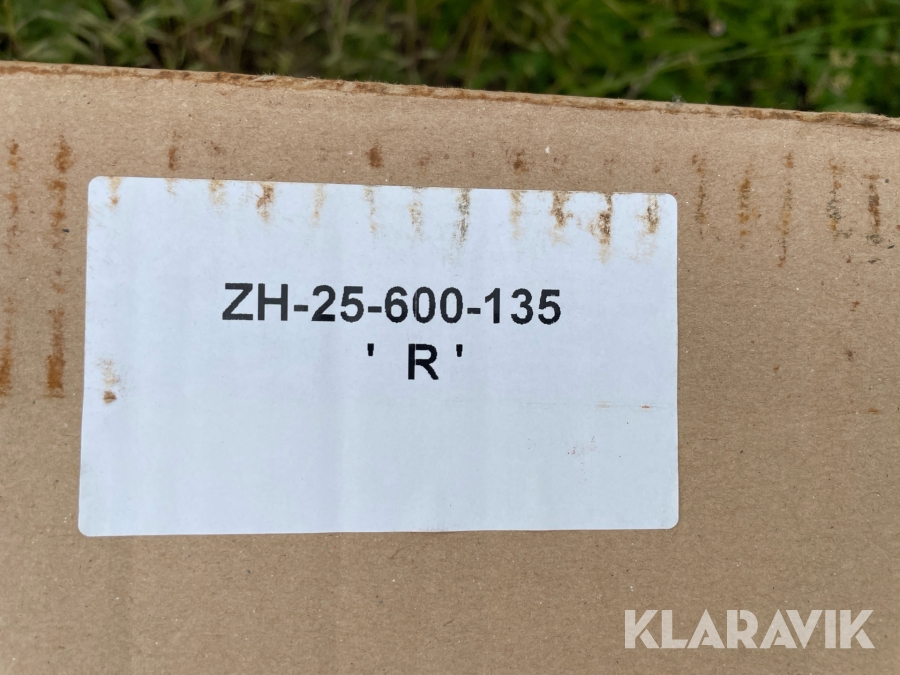 ZH-25-600-135
' R '
KLARAVIK